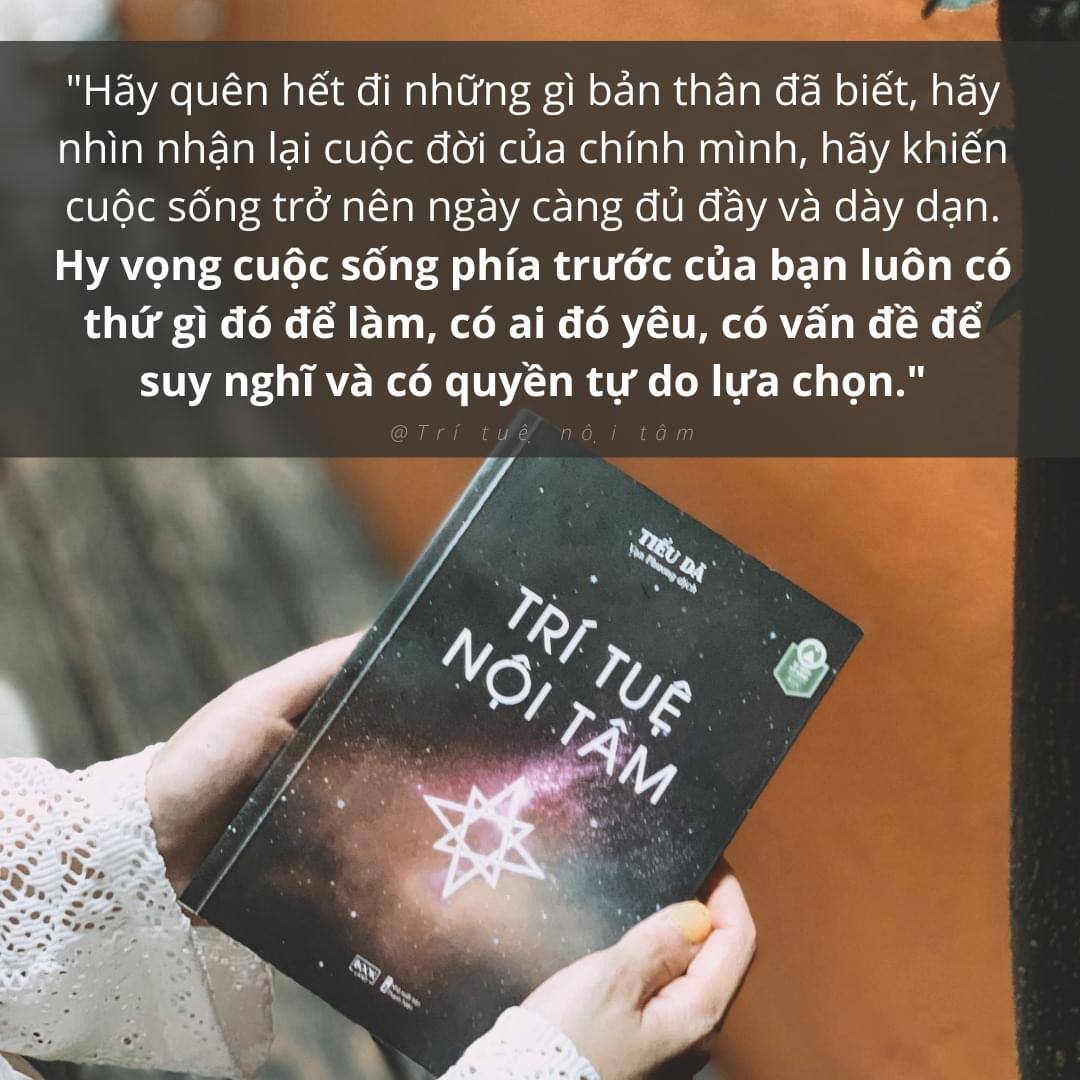 "Hãy quên hết đi những gì bản thân đã biết, hãy
nhìn nhận lại cuộc đời của chính mình, hãy khiến
cuộc sống trở nên ngày càng đủ đầy và dày dạn.
Hy vọng cuộc sống phía trước của bạn luôn có
thứ gì đó để làm, có ai đó yêu, có vấn đề để
suy nghĩ và có quyền tự do lựa chọn."
@Trí tuệ nội tâm
TIỂU DÃ
Vạn Phương dịch
TRÍ TUỆ
NỘI TÂM